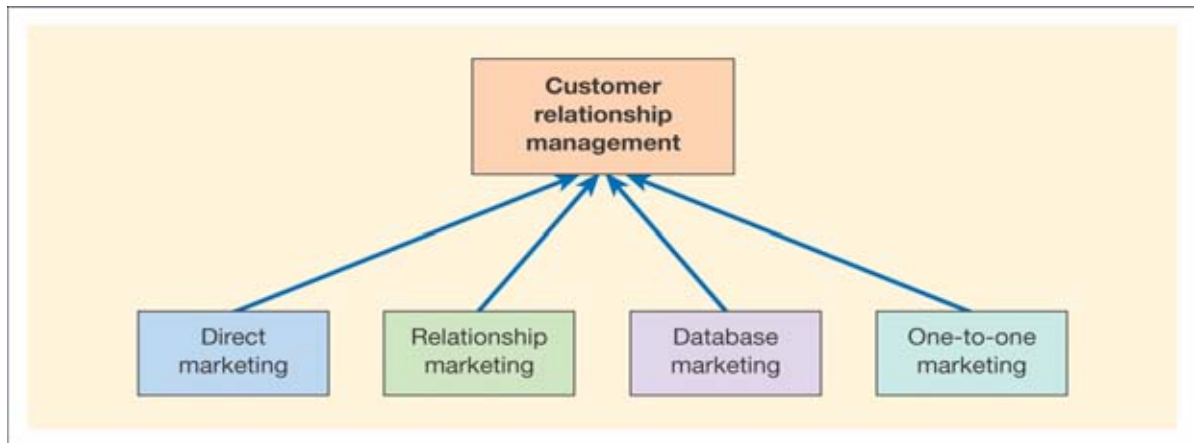 Customer
relationship
management
Direct
marketing
Relationship
marketing
Database
marketing
One-to-one
marketing